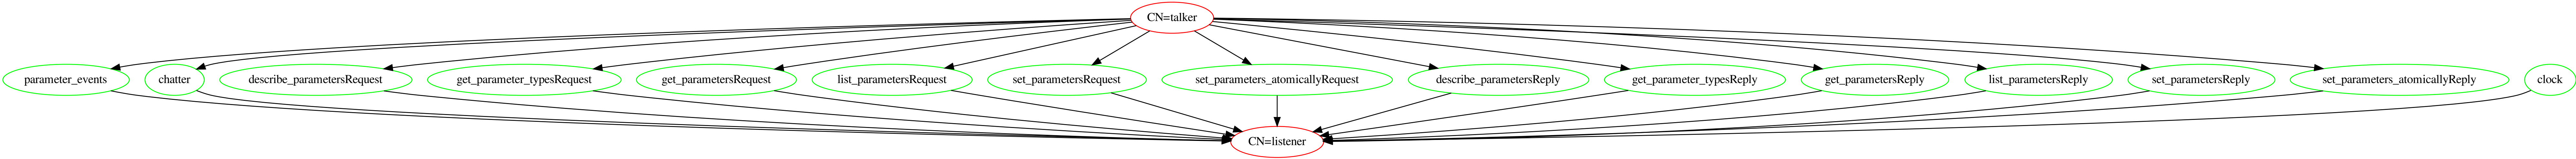 CN=talker
parameter_events
chatter
describe_parametersRequest
get_parameter_typesRequest
get_parametersRequest
list_parametersRequest
set_parametersRequest
set_parameters_atomicallyRequest
describe_parametersReply
get_parameter_typesReply
get_parametersReply
list_parametersReply
set_parametersReply
set_parameters_atomicallyReply
clock
CN=listener